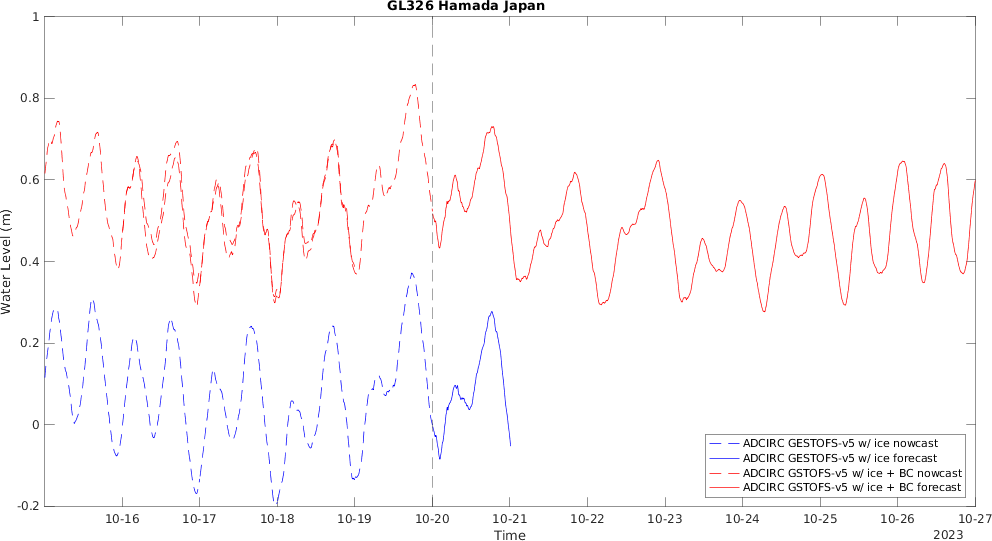 GL326 Hamada Japan
1
0.8
0.6
0.4
0.2
0
-0.2
Water Level (m)
ADCIRC GESTOFS-v5 w/ ice nowcast
ADCIRC GESTOFS-v5 w/ ice forecast
ADCIRC GSTOFS-v5 w/ ice + BC nowcast
ADCIRC GSTOFS-v5 w/ ice + BC forecast
10-16 10-17 10-18 10-19 10-20 10-21 10-22 10-23 10-24 10-25 10-26 10-27
Time
2023